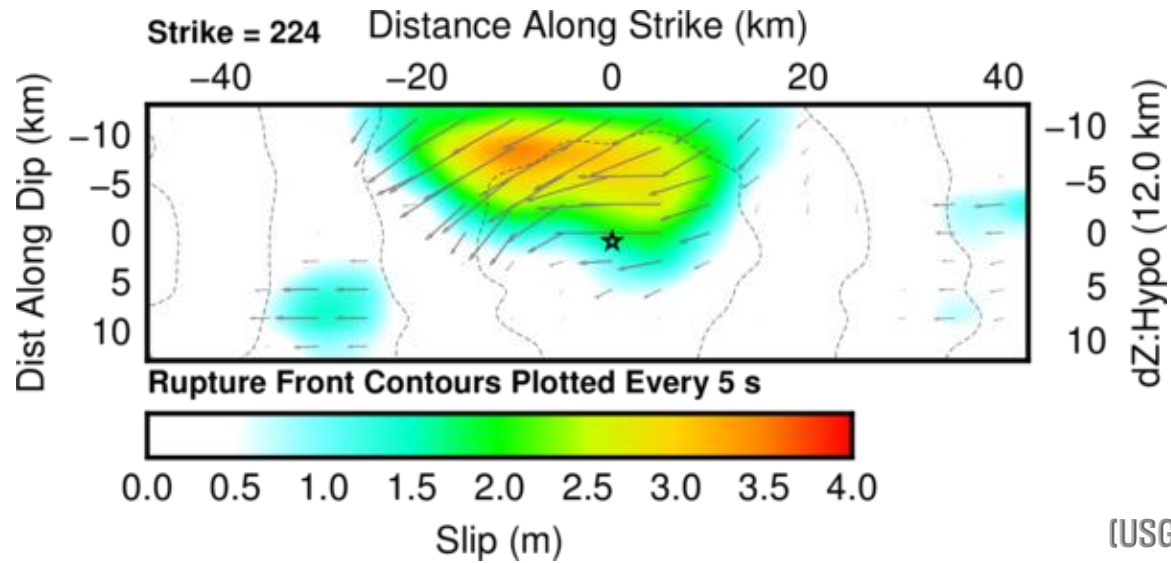 Strike = 224 Distance Along Strike (km)
−40 −20 0 20 40
Dist Along Dip (km)
−10
−5
0
5
10
−10
−5
0
5
10
dZ:Hypo (12.0 km)
Rupture Front Contours Plotted Every 5 s
0.0 0.5 1.0 1.5 2.0 2.5 3.0 3.5 4.0
Slip (m)
(USG